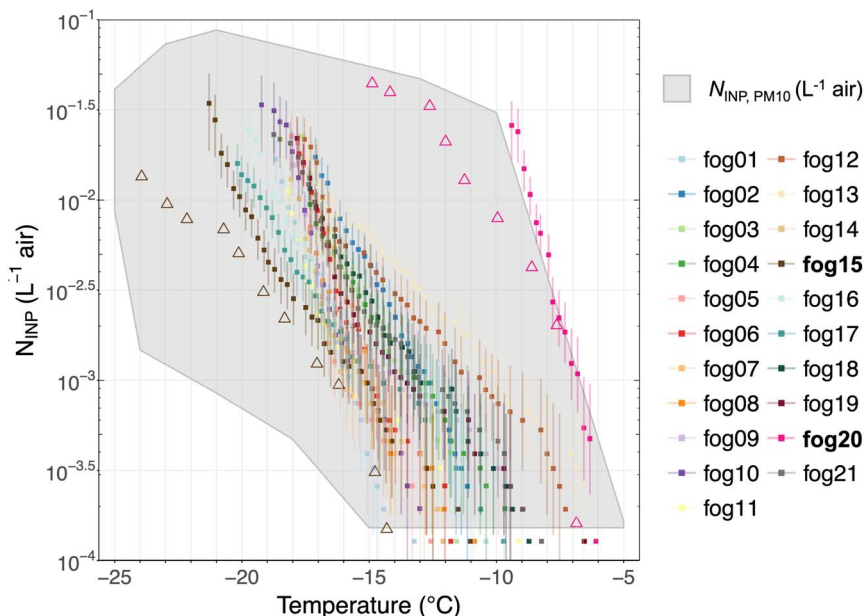 10⁻¹
10⁻¹·⁵
10⁻²
10⁻²·⁵
10⁻³
10⁻³·⁵
10⁻⁴
N_INP (L⁻¹ air)
−25 −20 −15 −10 −5
Temperature (°C)
N_INP, PM10 (L⁻¹ air)
fog01 fog12
fog02 fog13
fog03 fog14
fog04 fog15
fog05 fog16
fog06 fog17
fog07 fog18
fog08 fog19
fog09 fog20
fog10 fog21
fog11